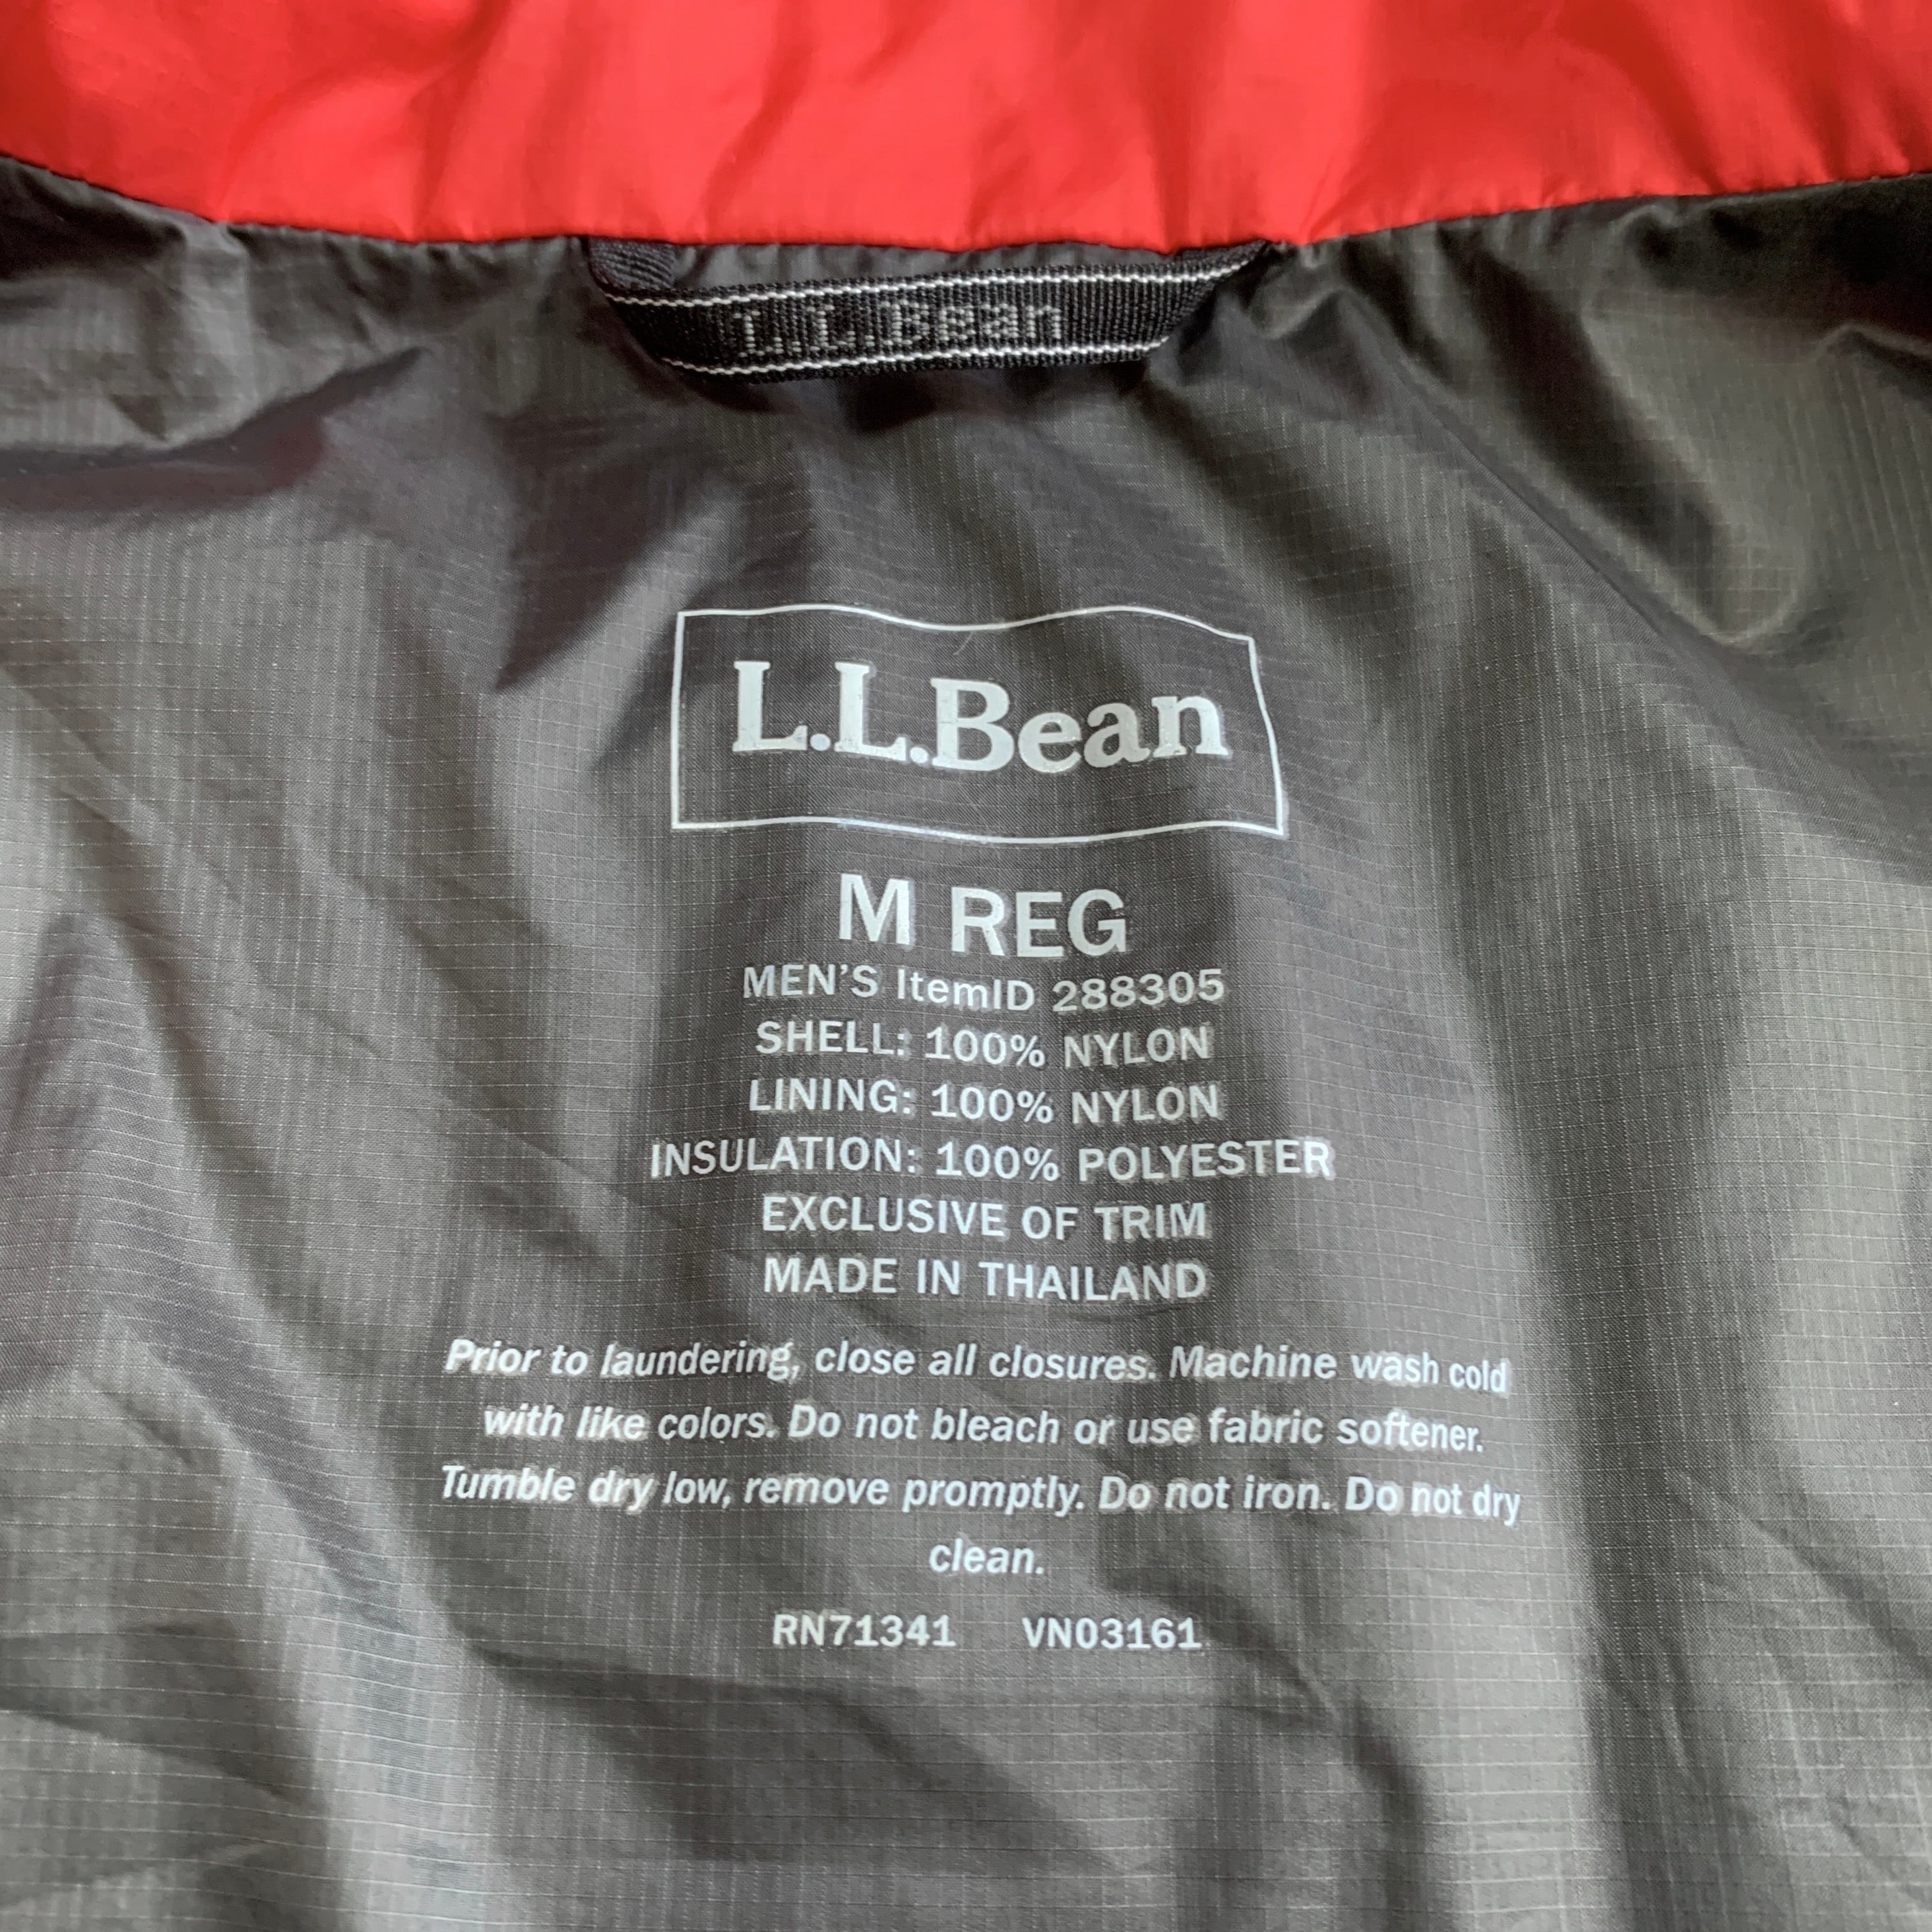 L.L.Bean
L.L.Bean
M REG
MEN'S ItemID 288305
SHELL: 100% NYLON
LINING: 100% NYLON
INSULATION: 100% POLYESTER
EXCLUSIVE OF TRIM
MADE IN THAILAND
Prior to laundering, close all closures. Machine wash cold
with like colors. Do not bleach or use fabric softener.
Tumble dry low, remove promptly. Do not iron. Do not dry
clean.
RN71341 VN03161